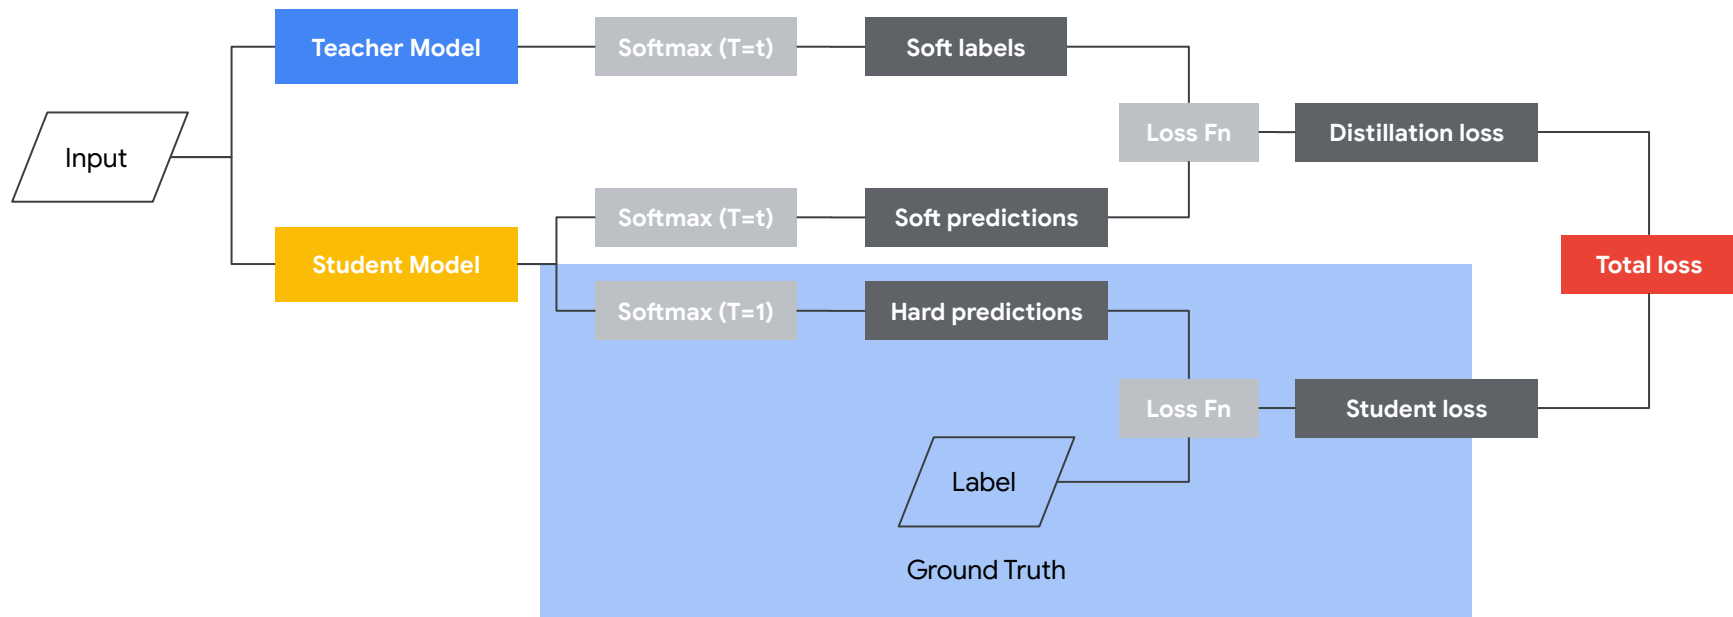 Teacher Model
Softmax (T=t)
Soft labels
Input
Loss Fn
Distillation loss
Softmax (T=t)
Soft predictions
Student Model
Total loss
Softmax (T=1)
Hard predictions
Loss Fn
Student loss
Label
Ground Truth